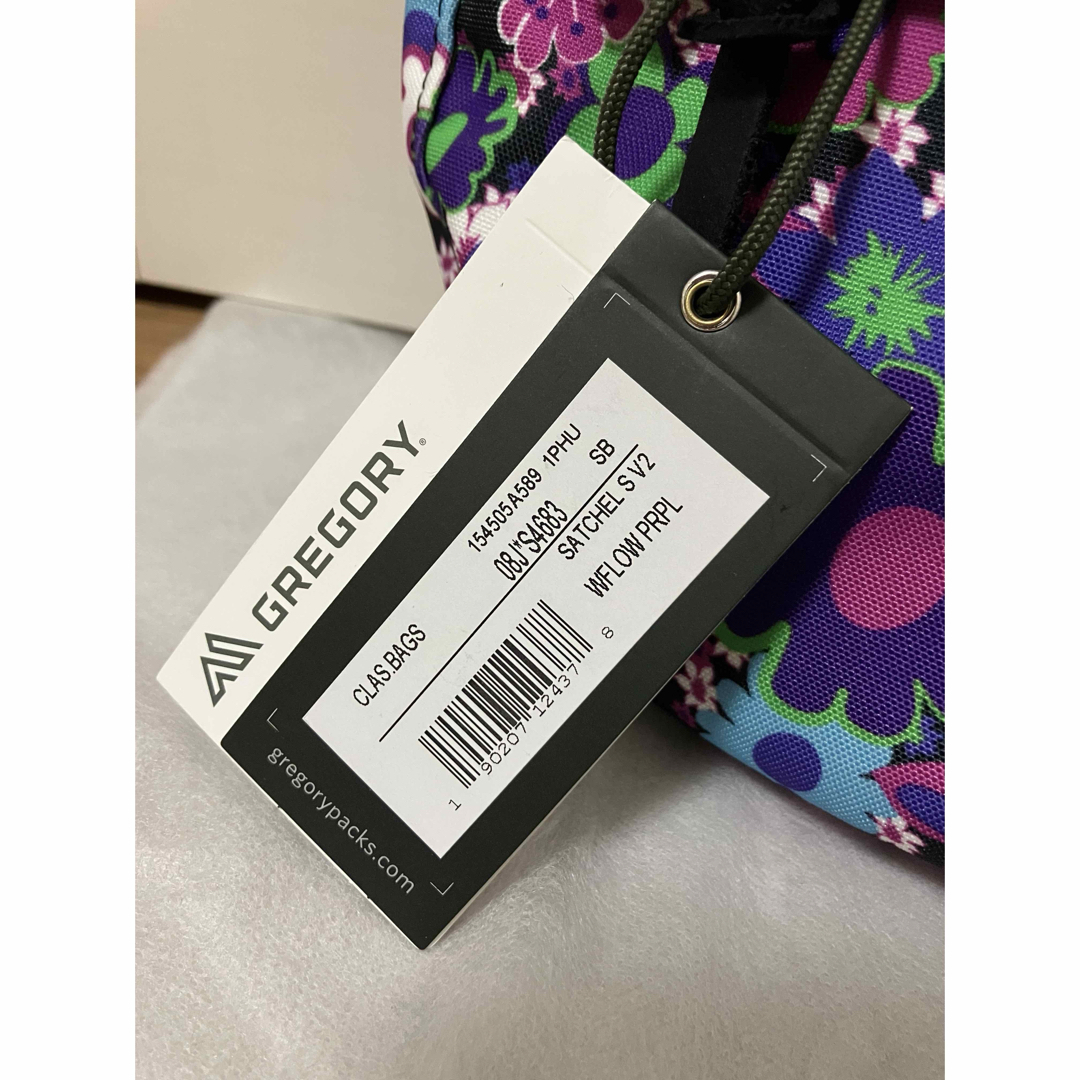 GREGORY®
154505A589 1PHU
08J*S4683 SB
SATCHEL S V2
CLAS.BAGS WFLOW PRPL
1 90207 12437 8
gregorypacks.com